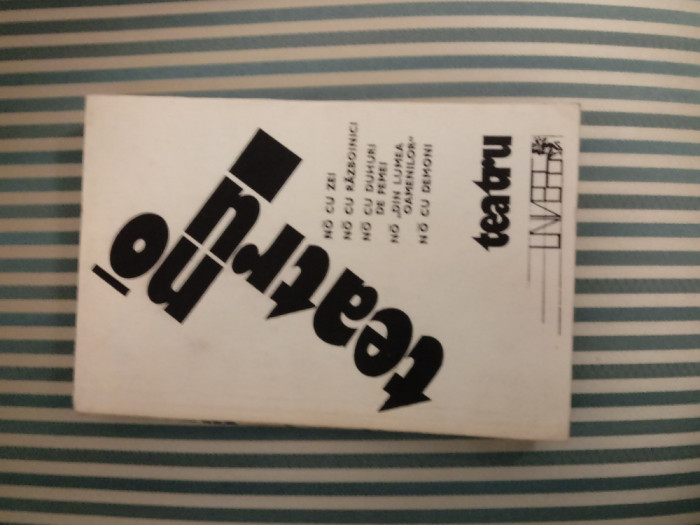 teatru
nō
NŌ CU ZEI
NŌ CU RĂZBOINICI
NŌ CU DUHURI
DE FEMEI
NŌ „DIN LUMEA
OAMENILOR”
NŌ CU DEMONI
teatru